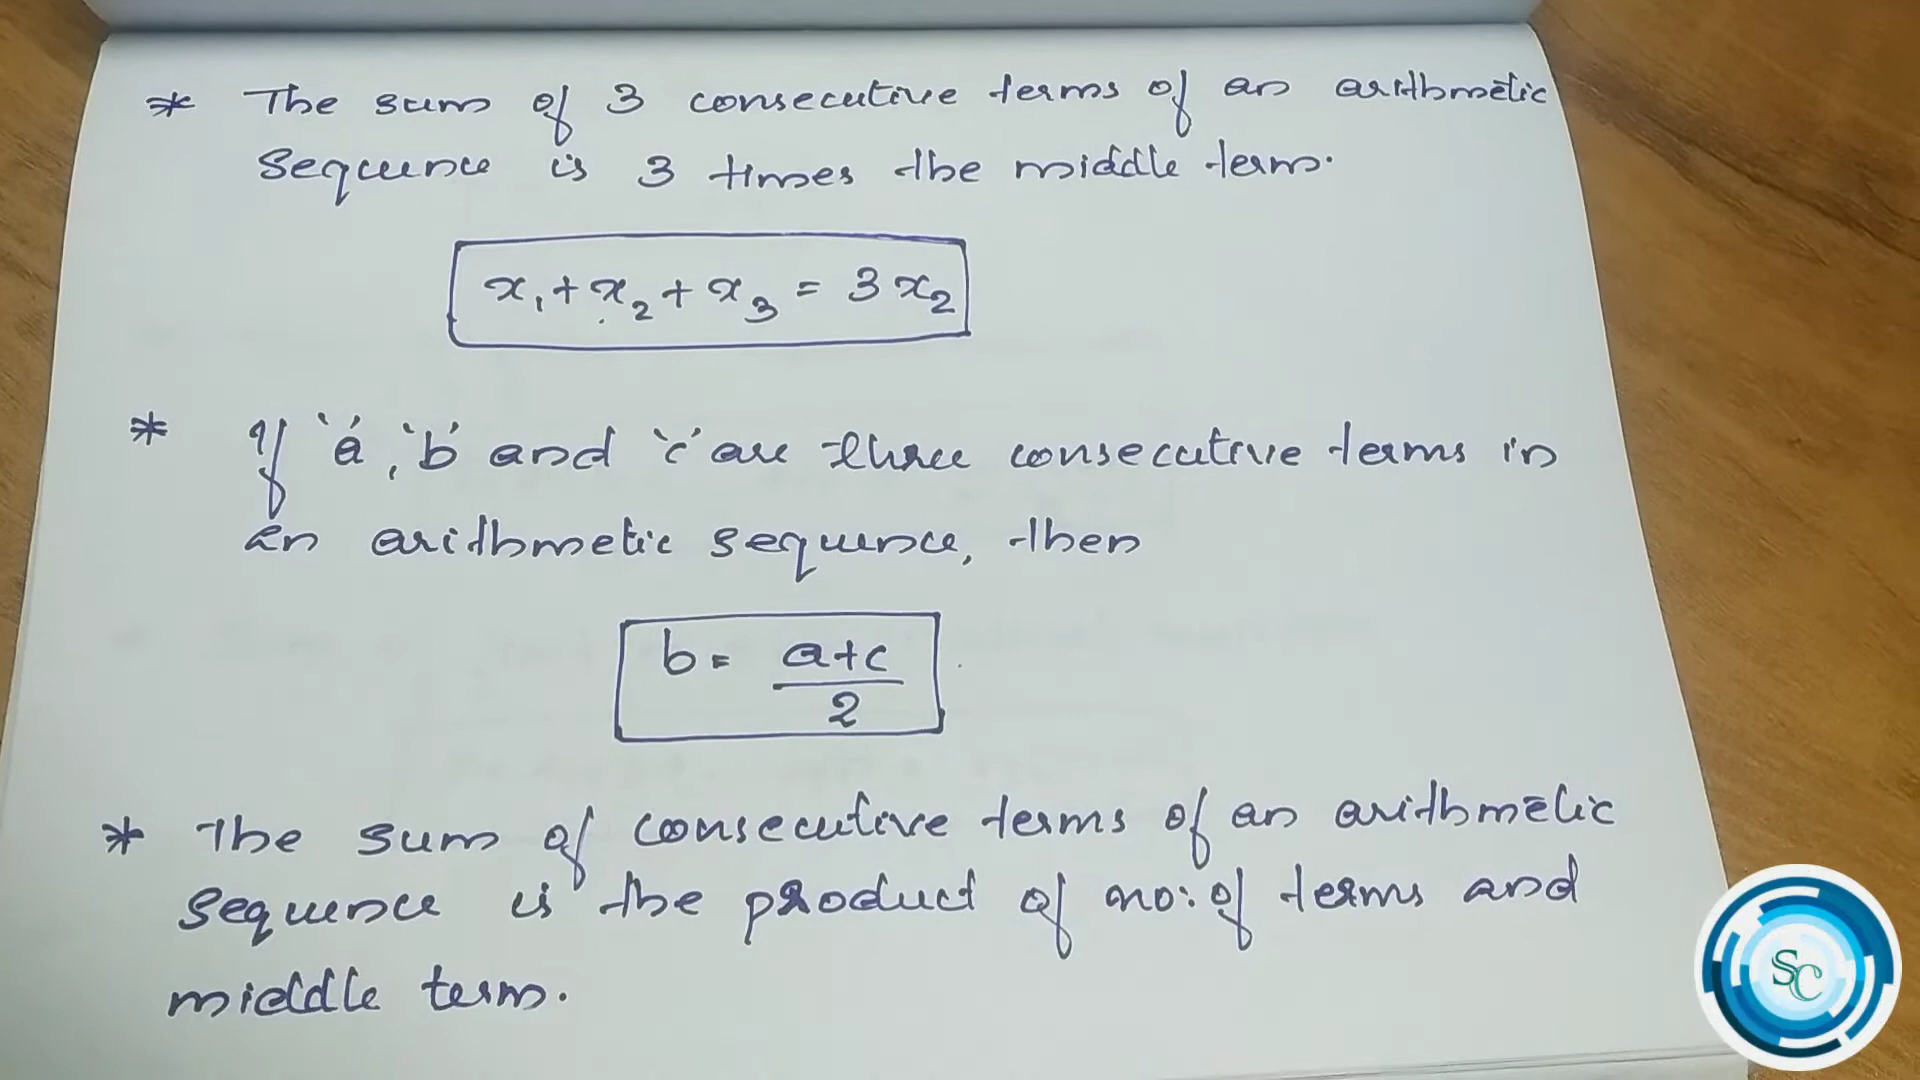 * The sum of 3 consecutive terms of an arithmetic
sequence is 3 times the middle term.
x₁ + x₂ + x₃ = 3x₂
* If 'a', 'b' and 'c' are three consecutive terms in
an arithmetic sequence, then
b = a+c/2
* The sum of consecutive terms of an arithmetic
sequence is the product of no: of terms and
middle term.
SC